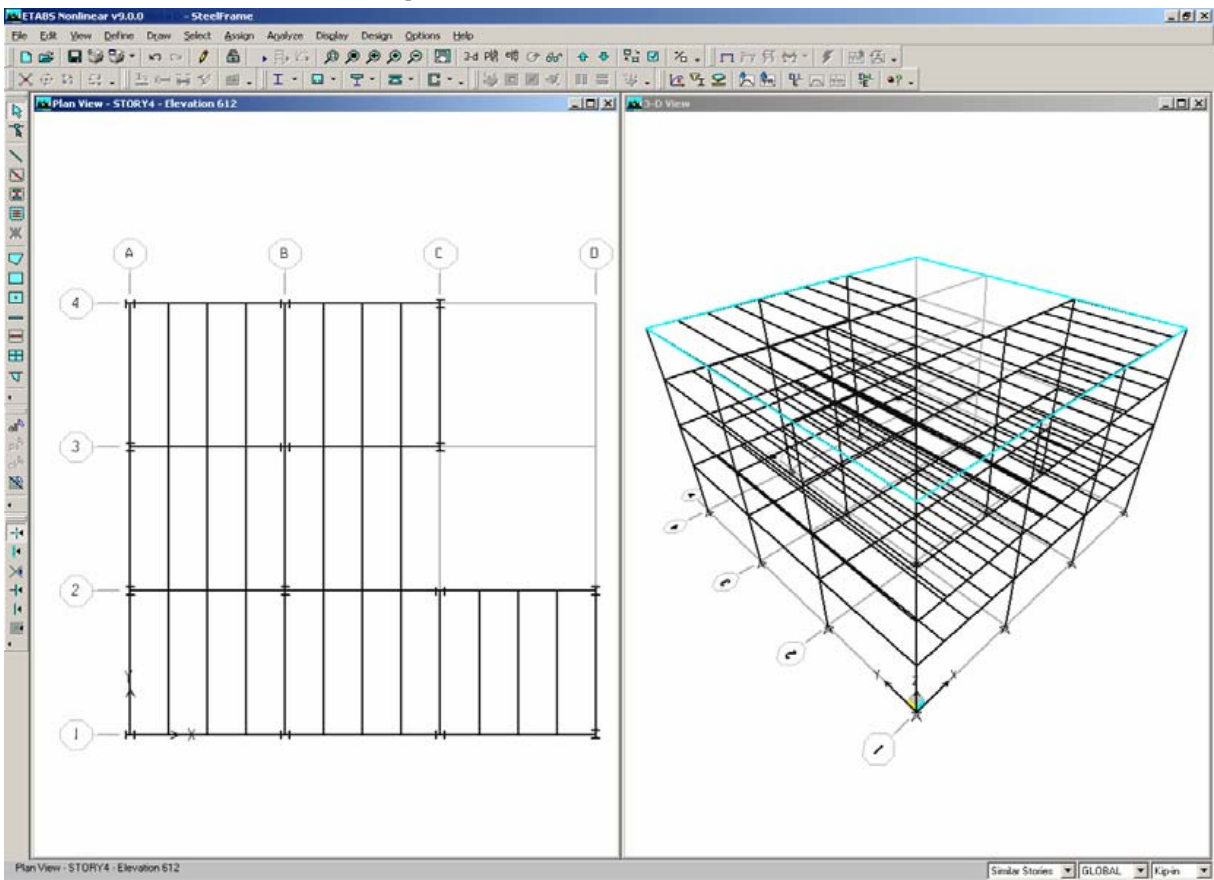 ETABS Nonlinear v9.0.0 - SteelFrame
File Edit View Define Draw Select Assign Analyze Display Design Options Help
3-d
Plan View - STORY4 - Elevation 612
3-D View
A B C D
4
3
2
1
Y
X
Y Z X
1
Plan View - STORY4 - Elevation 612
Similar Stories GLOBAL Kip-in